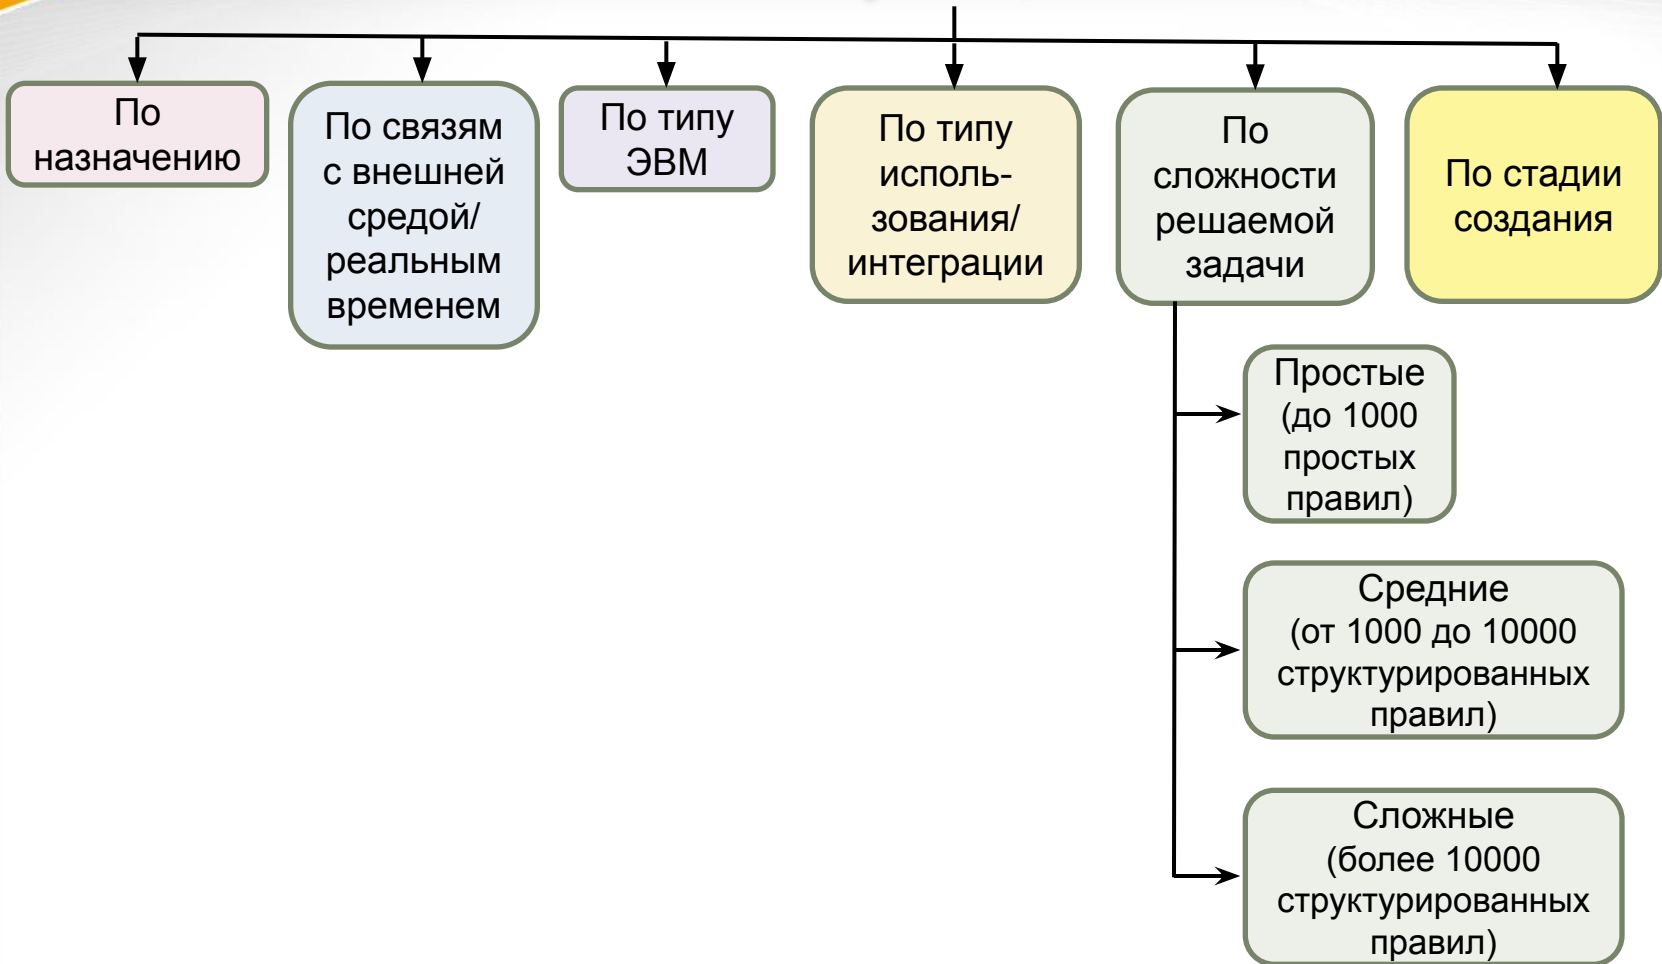 По
назначению
По связям
с внешней
средой/
реальным
временем
По типу
ЭВМ
По типу
исполь-
зования/
интеграции
По
сложности
решаемой
задачи
По стадии
создания
Простые
(до 1000
простых
правил)
Средние
(от 1000 до 10000
структурированных
правил)
Сложные
(более 10000
структурированных
правил)